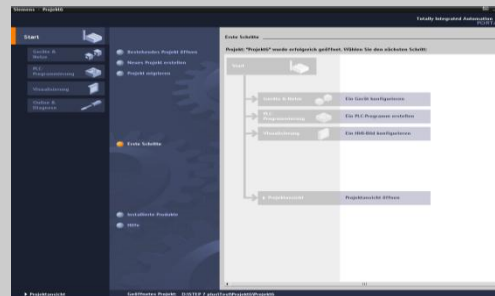 Siemens - Projekt6
Totally Integrated Automation
PORTAL
Start
Geräte & Netze
PLC-Programmierung
Visualisierung
Online & Diagnose
Bestehendes Projekt öffnen
Neues Projekt erstellen
Projekt migrieren
Erste Schritte
Installierte Produkte
Hilfe
Erste Schritte
Projekt: "Projekt6" wurde erfolgreich geöffnet. Wählen Sie den nächsten Schritt:
Start
Geräte & Netze
Ein Gerät konfigurieren
PLC-Programmierung
Ein PLC-Programm erstellen
Visualisierung
Ein HMI-Bild konfigurieren
Projektansicht
Projektansicht öffnen
Projektansicht
Geöffnetes Projekt: